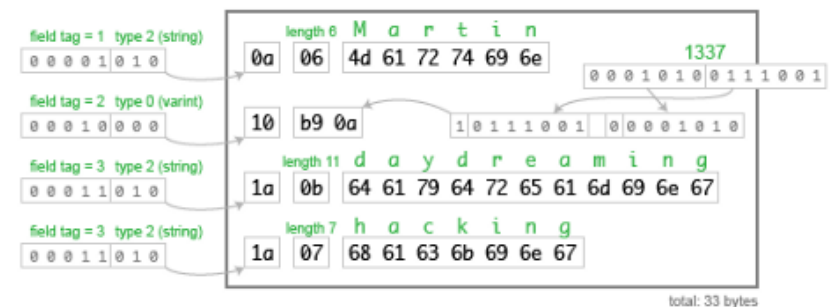 field tag = 1 type 2 (string)
0 0 0 0 1 0 1 0
length 6 M a r t i n
0a 06 4d 61 72 74 69 6e
1337
0 0 0 1 0 1 0 0 1 1 1 0 0 1
field tag = 2 type 0 (varint)
0 0 0 1 0 0 0 0
10 b9 0a
1 0 1 1 1 0 0 1 0 0 0 0 1 0 1 0
field tag = 3 type 2 (string)
0 0 0 1 1 0 1 0
length 11 d a y d r e a m i n g
1a 0b 64 61 79 64 72 65 61 6d 69 6e 67
field tag = 3 type 2 (string)
0 0 0 1 1 0 1 0
length 7 h a c k i n g
1a 07 68 61 63 6b 69 6e 67
total: 33 bytes